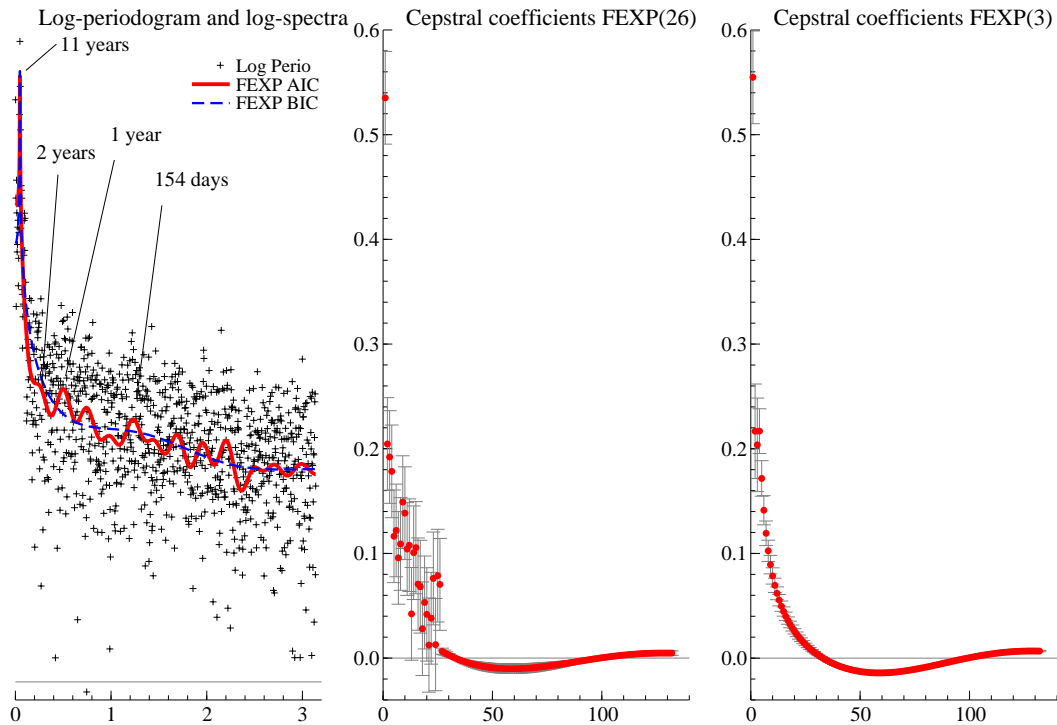 Log-periodogram and log-spectra
11 years
Log Perio
FEXP AIC
FEXP BIC
1 year
2 years
154 days
0 1 2 3
Cepstral coefficients FEXP(26)
0.6
0.5
0.4
0.3
0.2
0.1
0.0
0 50 100
Cepstral coefficients FEXP(3)
0.6
0.5
0.4
0.3
0.2
0.1
0.0
0 50 100